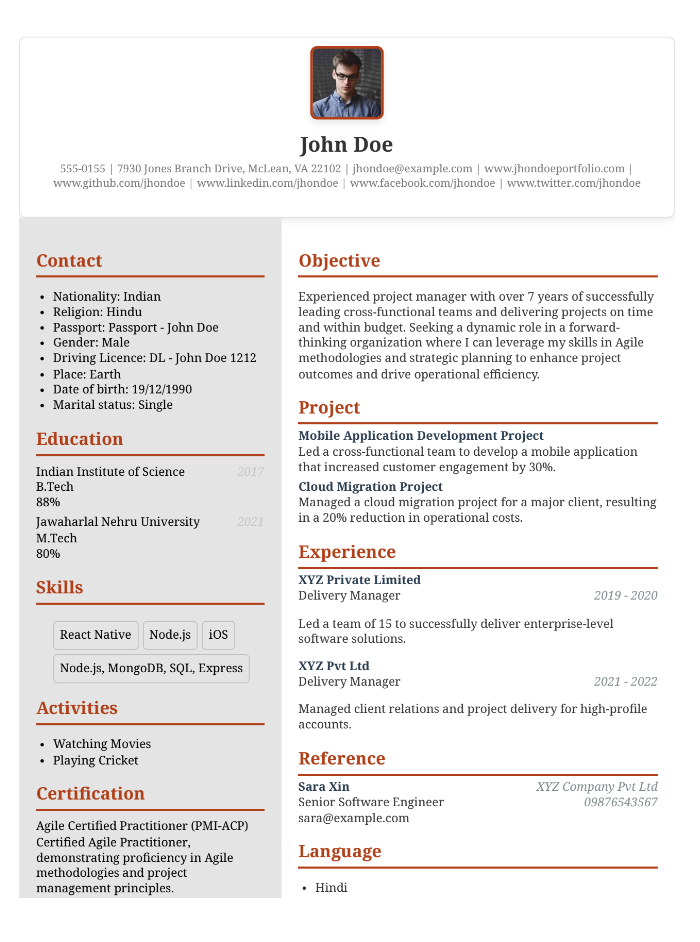 John Doe
555-0155 | 7930 Jones Branch Drive, McLean, VA 22102 | jhondoe@example.com | www.jhondoeportfolio.com |
www.github.com/jhondoe | www.linkedin.com/jhondoe | www.facebook.com/jhondoe | www.twitter.com/jhondoe
Contact
• Nationality: Indian
• Religion: Hindu
• Passport: Passport - John Doe
• Gender: Male
• Driving Licence: DL - John Doe 1212
• Place: Earth
• Date of birth: 19/12/1990
• Marital status: Single
Education
Indian Institute of Science 2017
B.Tech
88%
Jawaharlal Nehru University 2021
M.Tech
80%
Skills
React Native Node.js iOS
Node.js, MongoDB, SQL, Express
Activities
• Watching Movies
• Playing Cricket
Certification
Agile Certified Practitioner (PMI-ACP)
Certified Agile Practitioner,
demonstrating proficiency in Agile
methodologies and project
management principles.
Objective
Experienced project manager with over 7 years of successfully
leading cross-functional teams and delivering projects on time
and within budget. Seeking a dynamic role in a forward-
thinking organization where I can leverage my skills in Agile
methodologies and strategic planning to enhance project
outcomes and drive operational efficiency.
Project
Mobile Application Development Project
Led a cross-functional team to develop a mobile application
that increased customer engagement by 30%.
Cloud Migration Project
Managed a cloud migration project for a major client, resulting
in a 20% reduction in operational costs.
Experience
XYZ Private Limited
Delivery Manager 2019 - 2020
Led a team of 15 to successfully deliver enterprise-level
software solutions.
XYZ Pvt Ltd
Delivery Manager 2021 - 2022
Managed client relations and project delivery for high-profile
accounts.
Reference
Sara Xin XYZ Company Pvt Ltd
Senior Software Engineer 09876543567
sara@example.com
Language
• Hindi